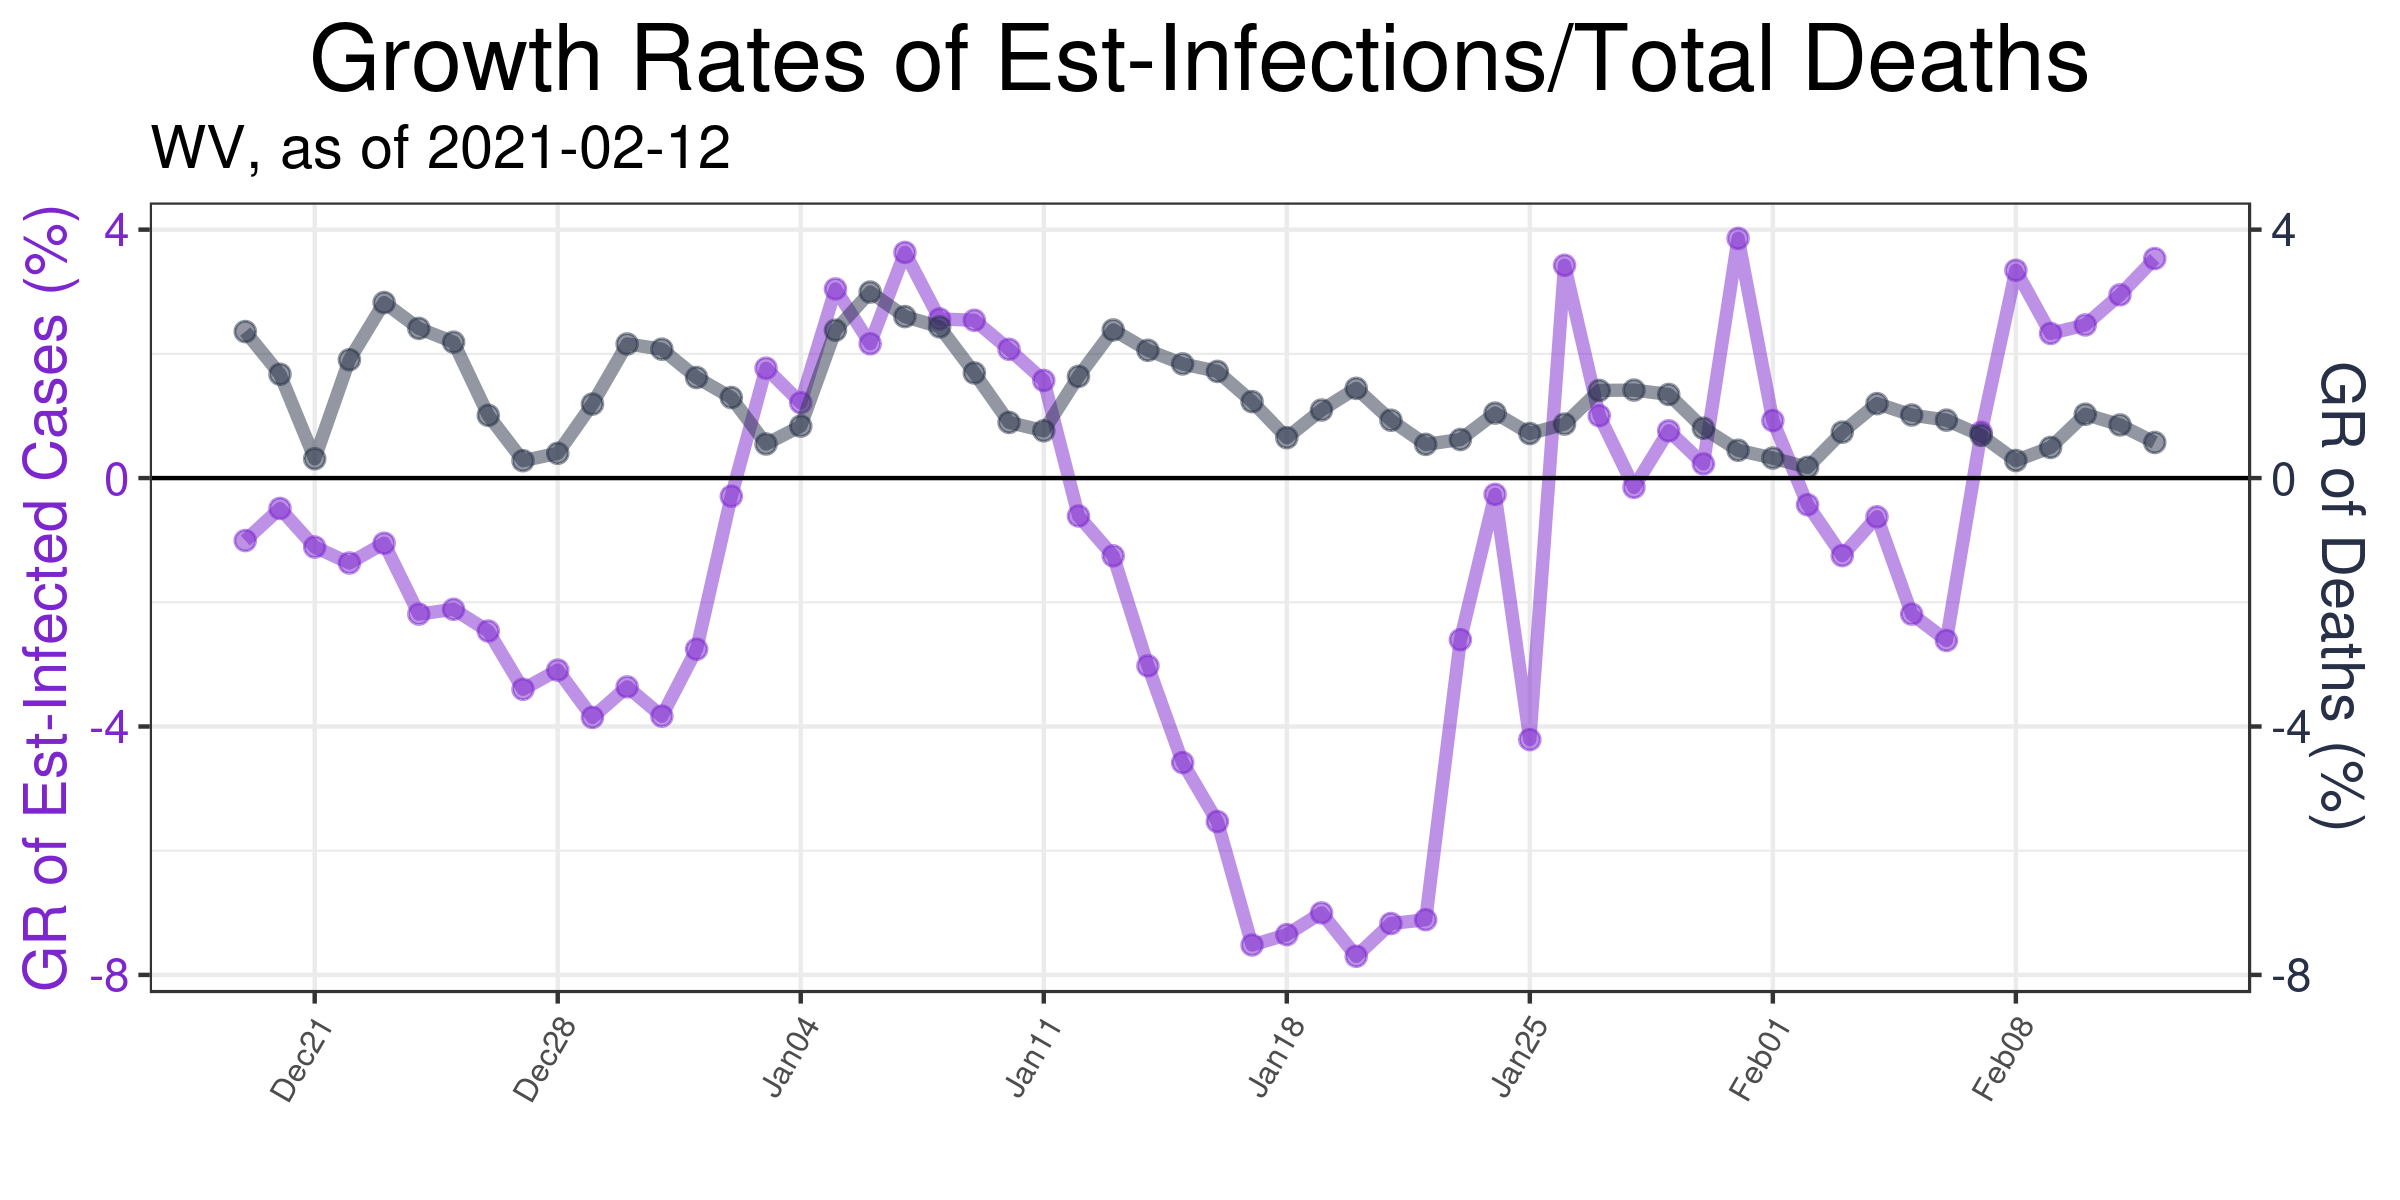 Growth Rates of Est-Infections/Total Deaths
WV, as of 2021-02-12
GR of Est-Infected Cases (%)
4
0
-4
-8
4
0
-4
-8
GR of Deaths (%)
Dec21
Dec28
Jan04
Jan11
Jan18
Jan25
Feb01
Feb08